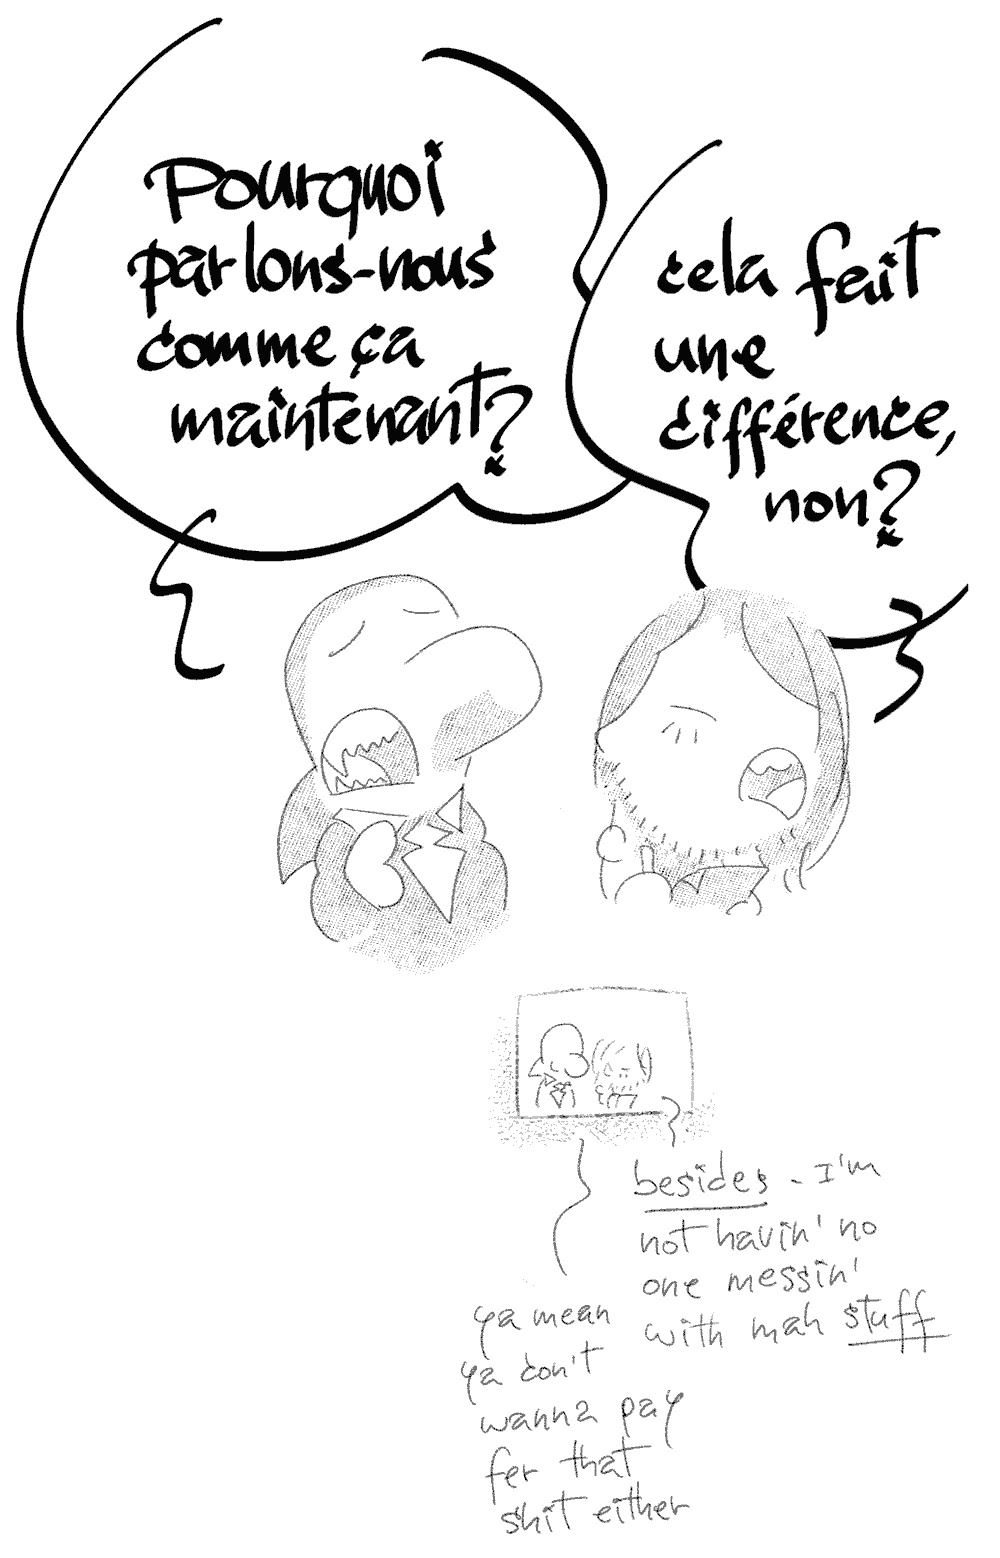 Pourquoi
parlons-nous
comme ça
maintenant?
cela fait
une
différence,
non?
besides - I'm
not havin' no
one messin'
with mah stuff
ya mean
ya don't
wanna pay
fer that
shit either